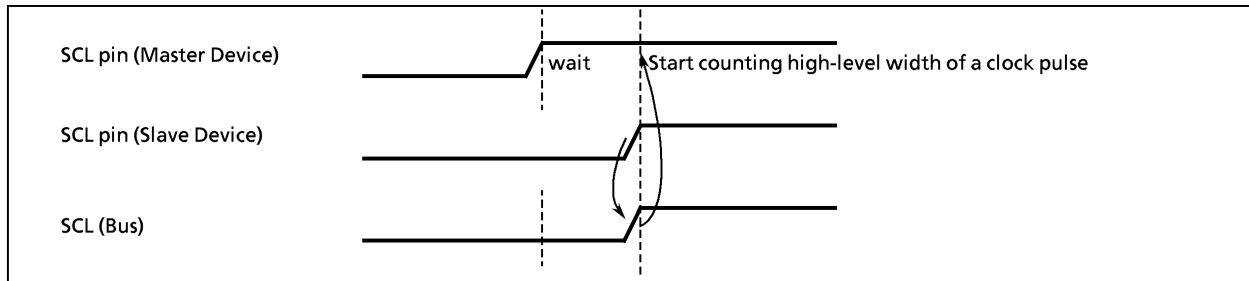 SCL pin (Master Device)
wait
Start counting high-level width of a clock pulse
SCL pin (Slave Device)
SCL (Bus)